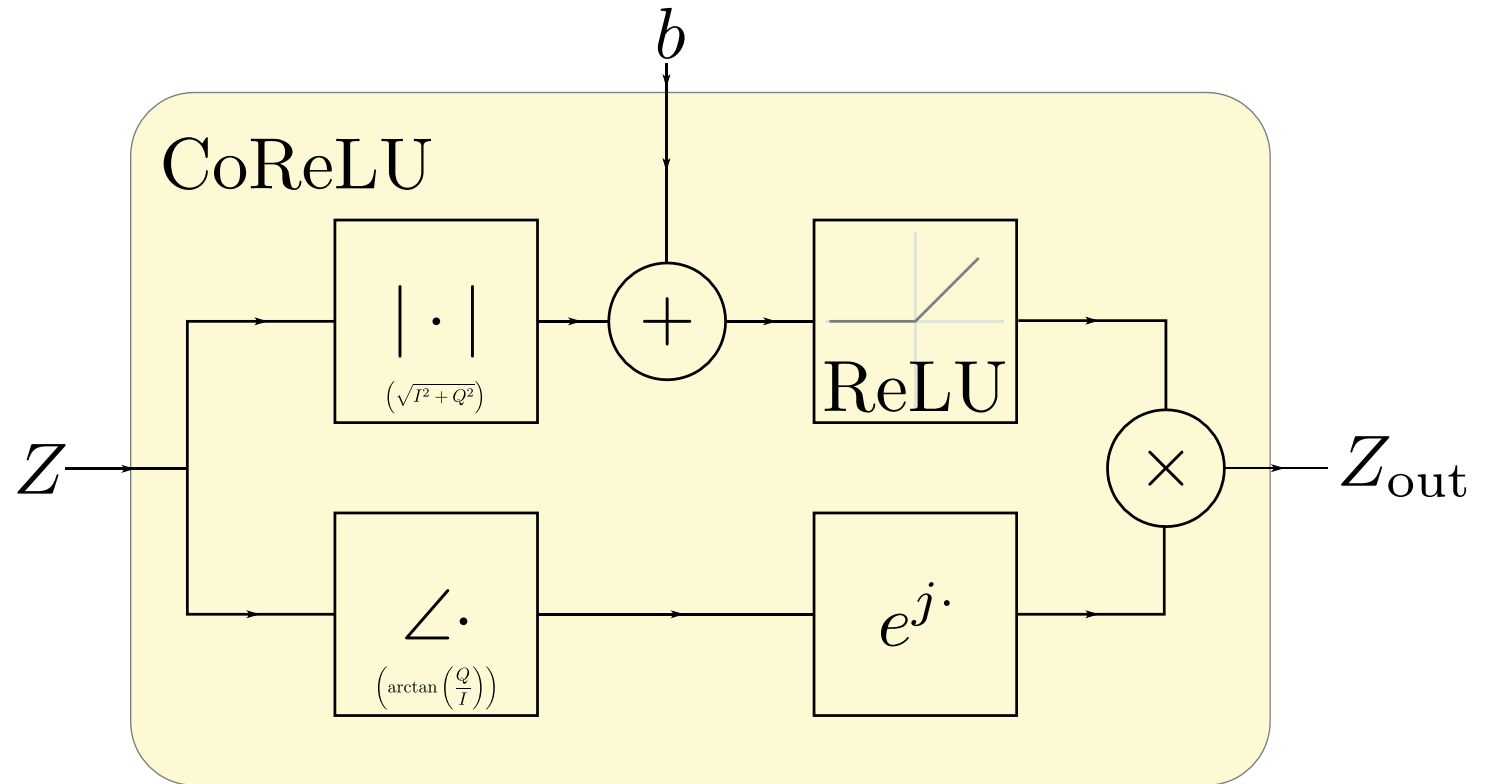 b
CoReLU
| · |
(√(I² + Q²))
+
ReLU
Z
×
Z_out
∠·
(arctan(Q/I))
e^{j·}